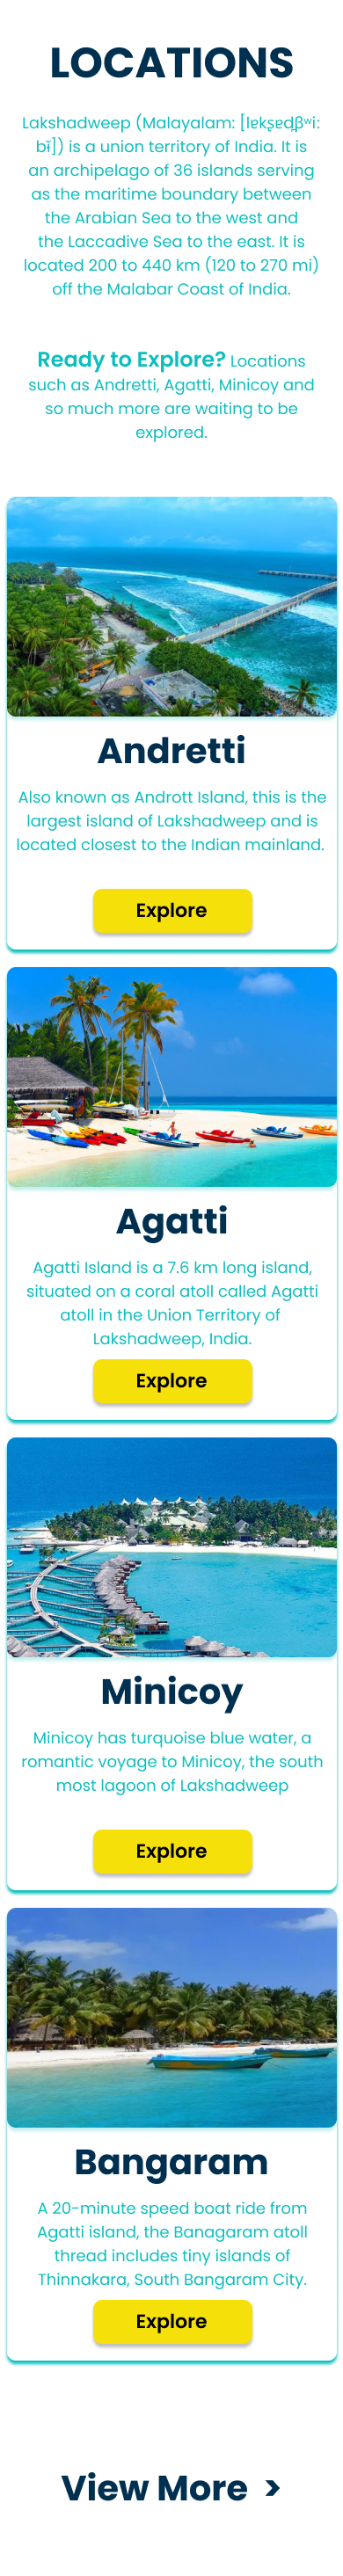 LOCATIONS
Lakshadweep (Malayalam: [lɐkʂɐd̪βʷiː
bĭ]) is a union territory of India. It is
an archipelago of 36 islands serving
as the maritime boundary between
the Arabian Sea to the west and
the Laccadive Sea to the east. It is
located 200 to 440 km (120 to 270 mi)
off the Malabar Coast of India.
Ready to Explore? Locations
such as Andretti, Agatti, Minicoy and
so much more are waiting to be
explored.
Andretti
Also known as Andrott Island, this is the
largest island of Lakshadweep and is
located closest to the Indian mainland.
Explore
Agatti
Agatti Island is a 7.6 km long island,
situated on a coral atoll called Agatti
atoll in the Union Territory of
Lakshadweep, India.
Explore
Minicoy
Minicoy has turquoise blue water, a
romantic voyage to Minicoy, the south
most lagoon of Lakshadweep
Explore
Bangaram
A 20-minute speed boat ride from
Agatti island, the Banagaram atoll
thread includes tiny islands of
Thinnakara, South Bangaram City.
Explore
View More >